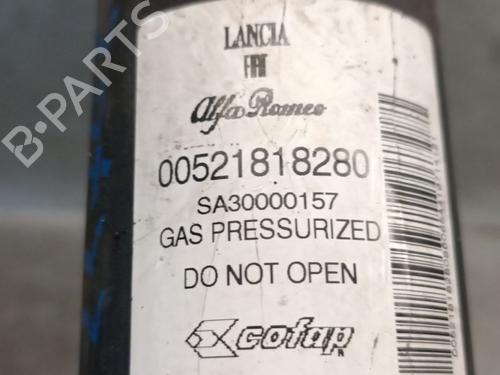 LANCIA
FIAT
Alfa Romeo
00521818280
SA30000157
GAS PRESSURIZED
DO NOT OPEN
cofap
B-PARTS